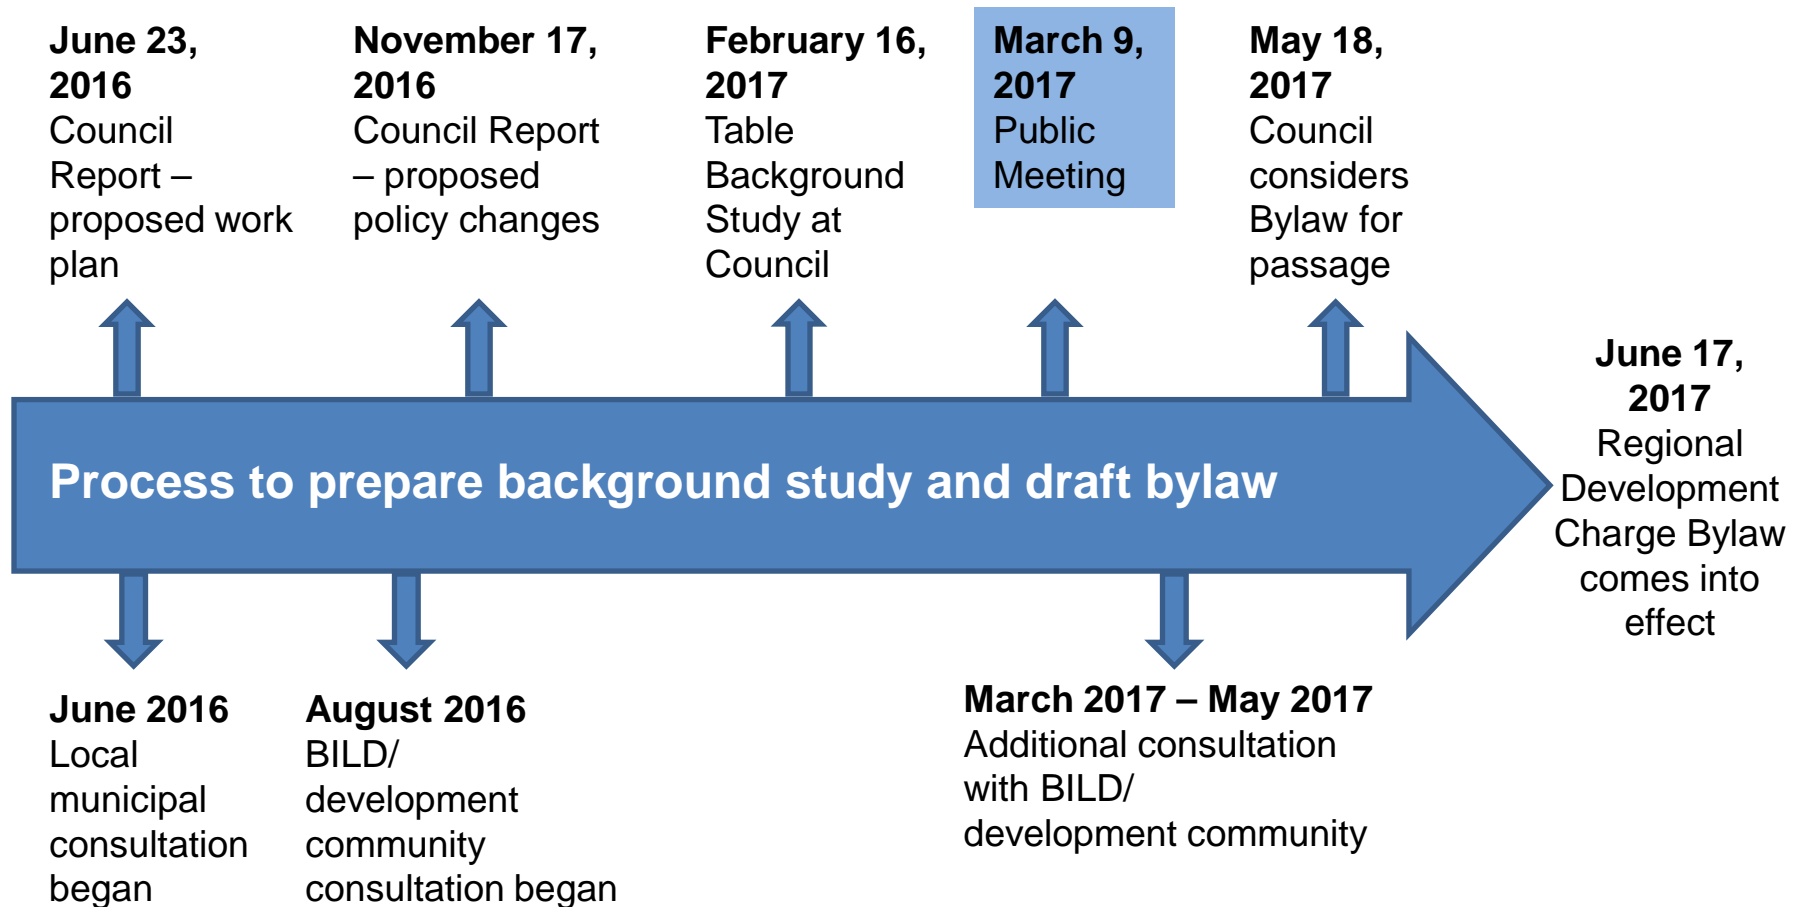 June 23,
2016
Council
Report –
proposed work
plan
November 17,
2016
Council Report
– proposed
policy changes
February 16,
2017
Table
Background
Study at
Council
March 9,
2017
Public
Meeting
May 18,
2017
Council
considers
Bylaw for
passage
Process to prepare background study and draft bylaw
June 17,
2017
Regional
Development
Charge Bylaw
comes into
effect
June 2016
Local
municipal
consultation
began
August 2016
BILD/
development
community
consultation began
March 2017 – May 2017
Additional consultation
with BILD/
development community